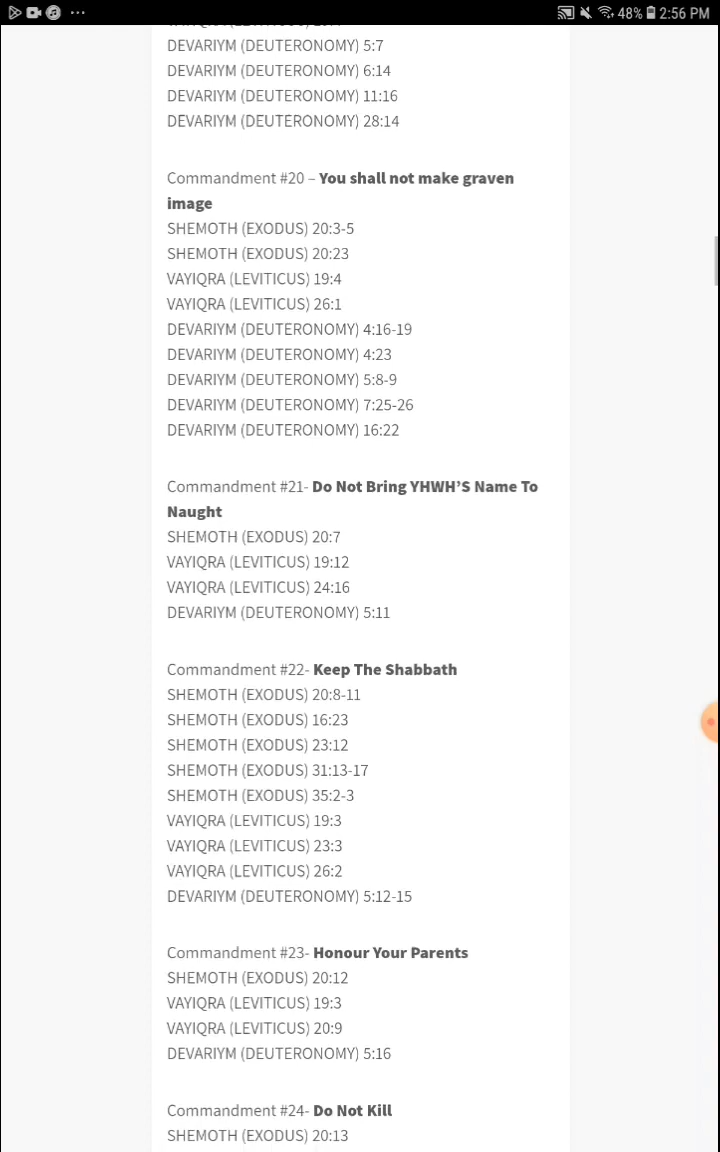 48% 2:56 PM
DEVARIYM (DEUTERONOMY) 5:7
DEVARIYM (DEUTERONOMY) 6:14
DEVARIYM (DEUTERONOMY) 11:16
DEVARIYM (DEUTERONOMY) 28:14
Commandment #20 – You shall not make graven
image
SHEMOTH (EXODUS) 20:3-5
SHEMOTH (EXODUS) 20:23
VAYIQRA (LEVITICUS) 19:4
VAYIQRA (LEVITICUS) 26:1
DEVARIYM (DEUTERONOMY) 4:16-19
DEVARIYM (DEUTERONOMY) 4:23
DEVARIYM (DEUTERONOMY) 5:8-9
DEVARIYM (DEUTERONOMY) 7:25-26
DEVARIYM (DEUTERONOMY) 16:22
Commandment #21- Do Not Bring YHWH’S Name To
Naught
SHEMOTH (EXODUS) 20:7
VAYIQRA (LEVITICUS) 19:12
VAYIQRA (LEVITICUS) 24:16
DEVARIYM (DEUTERONOMY) 5:11
Commandment #22- Keep The Shabbath
SHEMOTH (EXODUS) 20:8-11
SHEMOTH (EXODUS) 16:23
SHEMOTH (EXODUS) 23:12
SHEMOTH (EXODUS) 31:13-17
SHEMOTH (EXODUS) 35:2-3
VAYIQRA (LEVITICUS) 19:3
VAYIQRA (LEVITICUS) 23:3
VAYIQRA (LEVITICUS) 26:2
DEVARIYM (DEUTERONOMY) 5:12-15
Commandment #23- Honour Your Parents
SHEMOTH (EXODUS) 20:12
VAYIQRA (LEVITICUS) 19:3
VAYIQRA (LEVITICUS) 20:9
DEVARIYM (DEUTERONOMY) 5:16
Commandment #24- Do Not Kill
SHEMOTH (EXODUS) 20:13